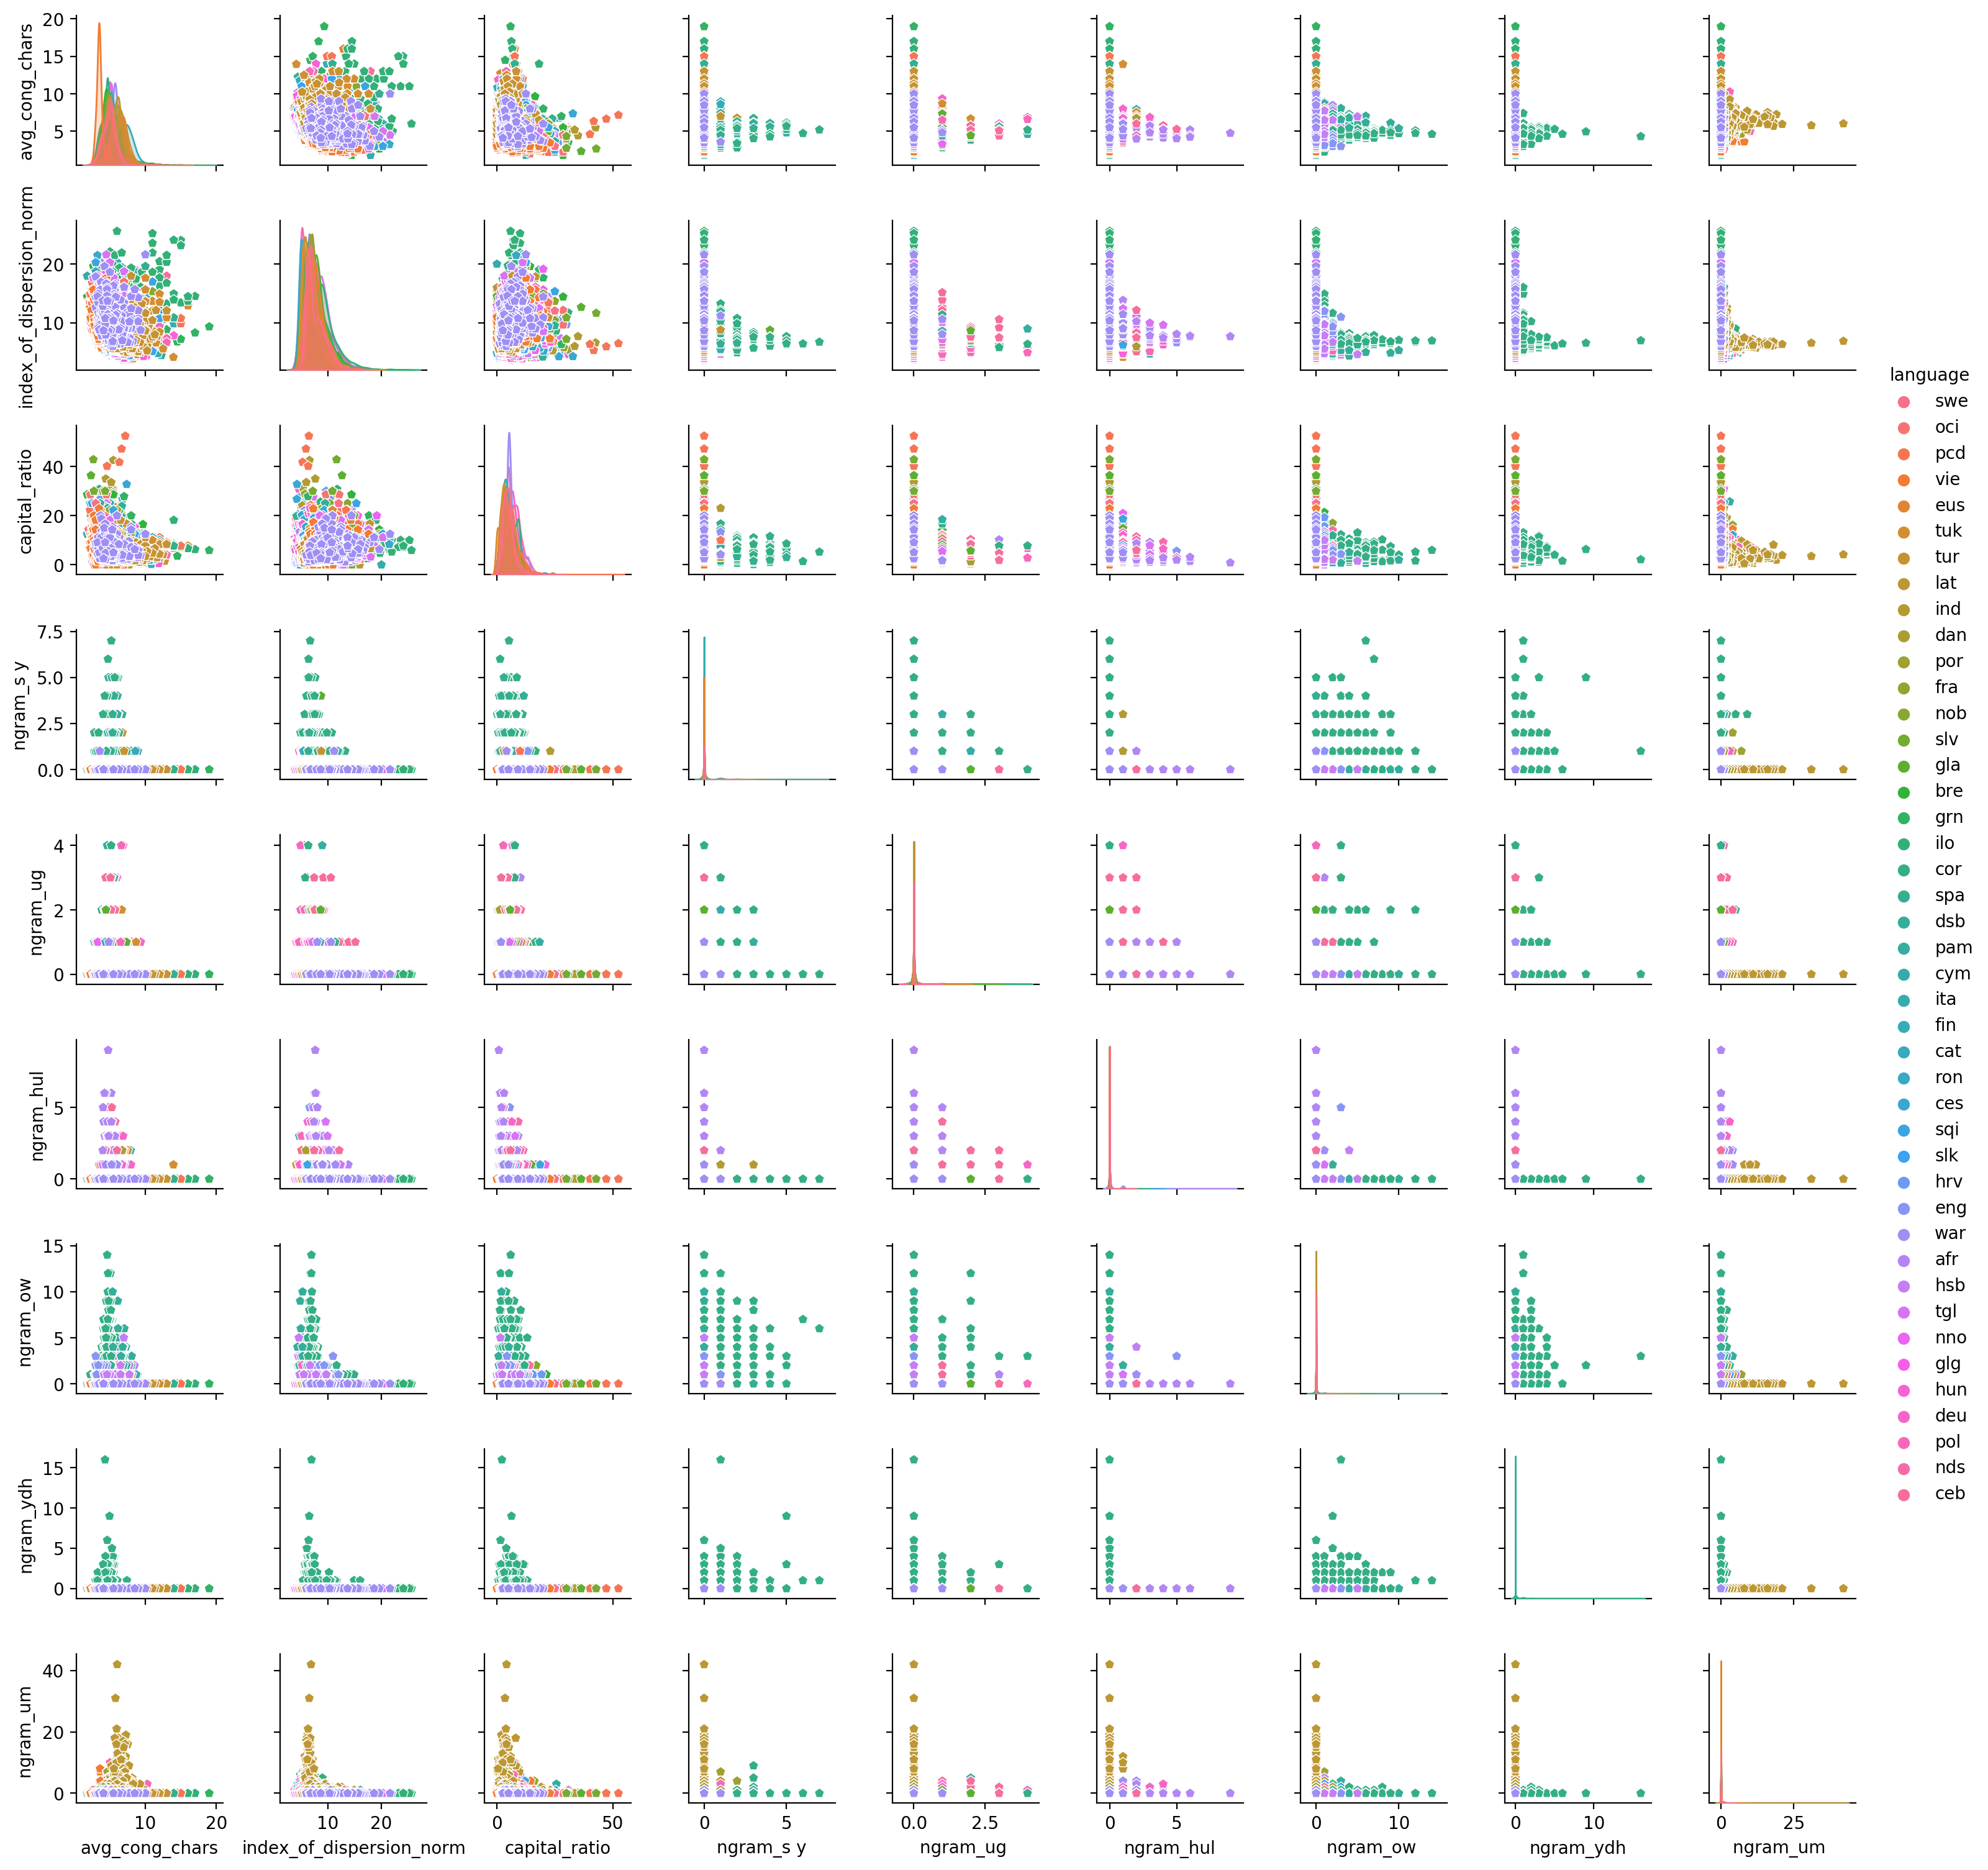 avg_cong_chars
20
15
10
5
index_of_dispersion_norm
20
10
capital_ratio
40
20
0
ngram_s y
7.5
5.0
2.5
0.0
ngram_ug
4
2
0
ngram_hul
5
0
ngram_ow
15
10
5
0
ngram_ydh
15
10
5
0
ngram_um
40
20
0
10 20
10 20
0 50
0 5
0.0 2.5
0 5
0 10
0 10
0 25
avg_cong_chars
index_of_dispersion_norm
capital_ratio
ngram_s y
ngram_ug
ngram_hul
ngram_ow
ngram_ydh
ngram_um
language
swe
oci
pcd
vie
eus
tuk
tur
lat
ind
dan
por
fra
nob
slv
gla
bre
grn
ilo
cor
spa
dsb
pam
cym
ita
fin
cat
ron
ces
sqi
slk
hrv
eng
war
afr
hsb
tgl
nno
glg
hun
deu
pol
nds
ceb